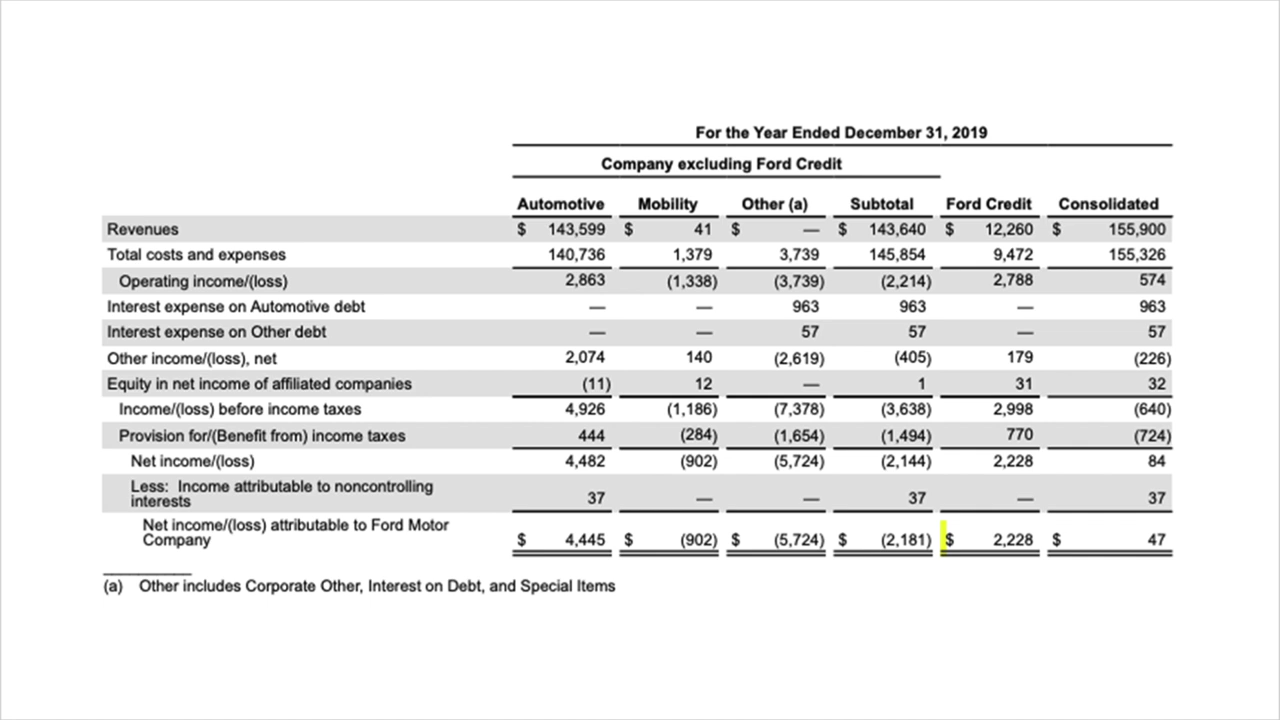 For the Year Ended December 31, 2019
Company excluding Ford Credit
Automotive Mobility Other (a) Subtotal Ford Credit Consolidated
Revenues $ 143,599 $ 41 $ — $ 143,640 $ 12,260 $ 155,900
Total costs and expenses 140,736 1,379 3,739 145,854 9,472 155,326
Operating income/(loss) 2,863 (1,338) (3,739) (2,214) 2,788 574
Interest expense on Automotive debt — — 963 963 — 963
Interest expense on Other debt — — 57 57 — 57
Other income/(loss), net 2,074 140 (2,619) (405) 179 (226)
Equity in net income of affiliated companies (11) 12 — 1 31 32
Income/(loss) before income taxes 4,926 (1,186) (7,378) (3,638) 2,998 (640)
Provision for/(Benefit from) income taxes 444 (284) (1,654) (1,494) 770 (724)
Net income/(loss) 4,482 (902) (5,724) (2,144) 2,228 84
Less: Income attributable to noncontrolling
interests 37 — — 37 — 37
Net income/(loss) attributable to Ford Motor
Company $ 4,445 $ (902) $ (5,724) $ (2,181) $ 2,228 $ 47
(a) Other includes Corporate Other, Interest on Debt, and Special Items